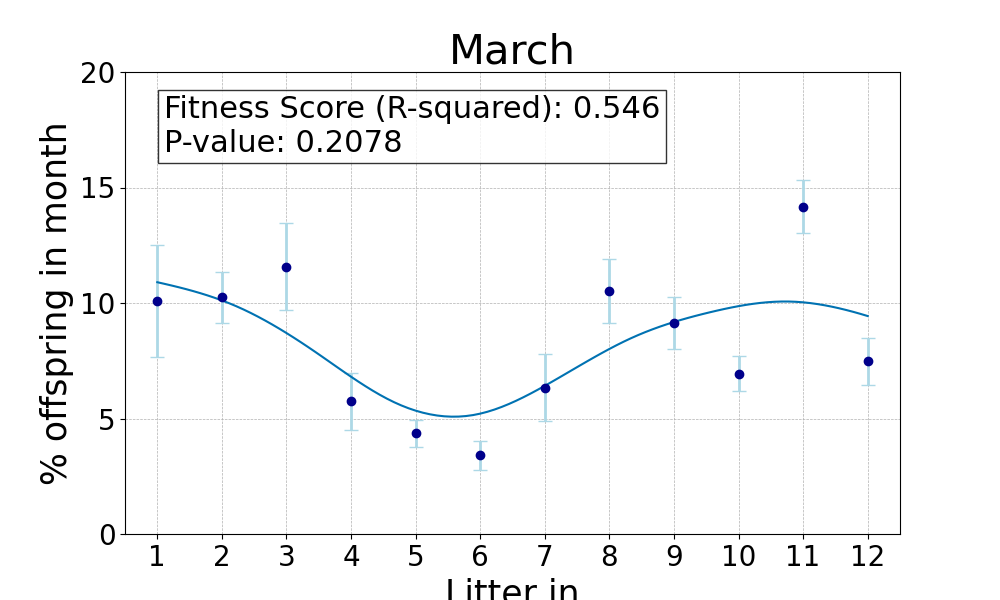 March
Fitness Score (R-squared): 0.546
P-value: 0.2078
% offspring in month
20
15
10
5
0
1 2 3 4 5 6 7 8 9 10 11 12
Litter in